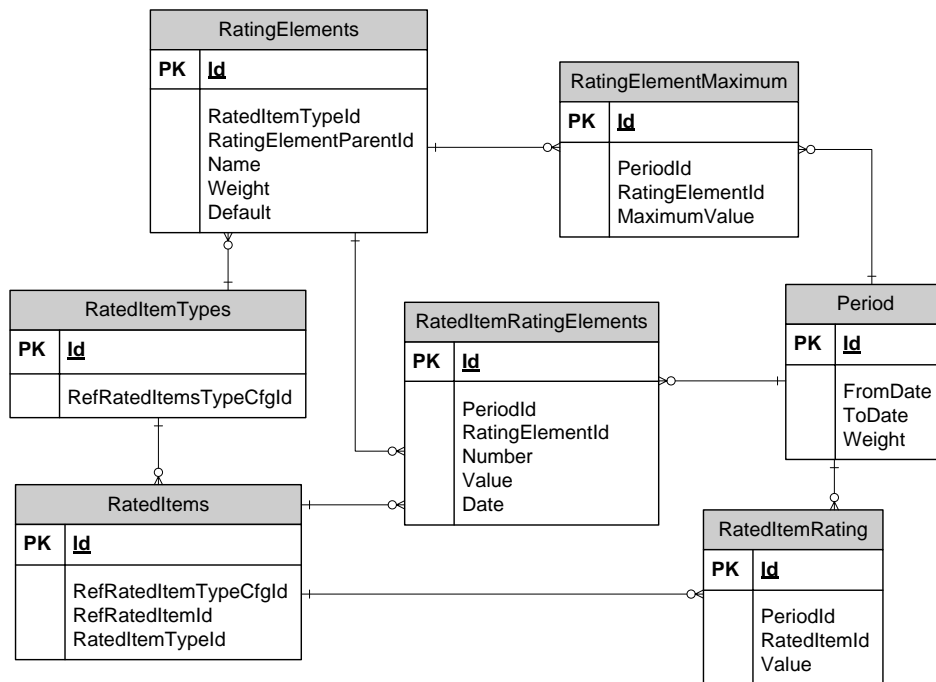 RatingElements
PK Id
RatedItemTypeId
RatingElementParentId
Name
Weight
Default
RatingElementMaximum
PK Id
PeriodId
RatingElementId
MaximumValue
RatedItemTypes
PK Id
RefRatedItemsTypeCfgId
RatedItemRatingElements
PK Id
PeriodId
RatingElementId
Number
Value
Date
Period
PK Id
FromDate
ToDate
Weight
RatedItems
PK Id
RefRatedItemTypeCfgId
RefRatedItemId
RatedItemTypeId
RatedItemRating
PK Id
PeriodId
RatedItemId
Value